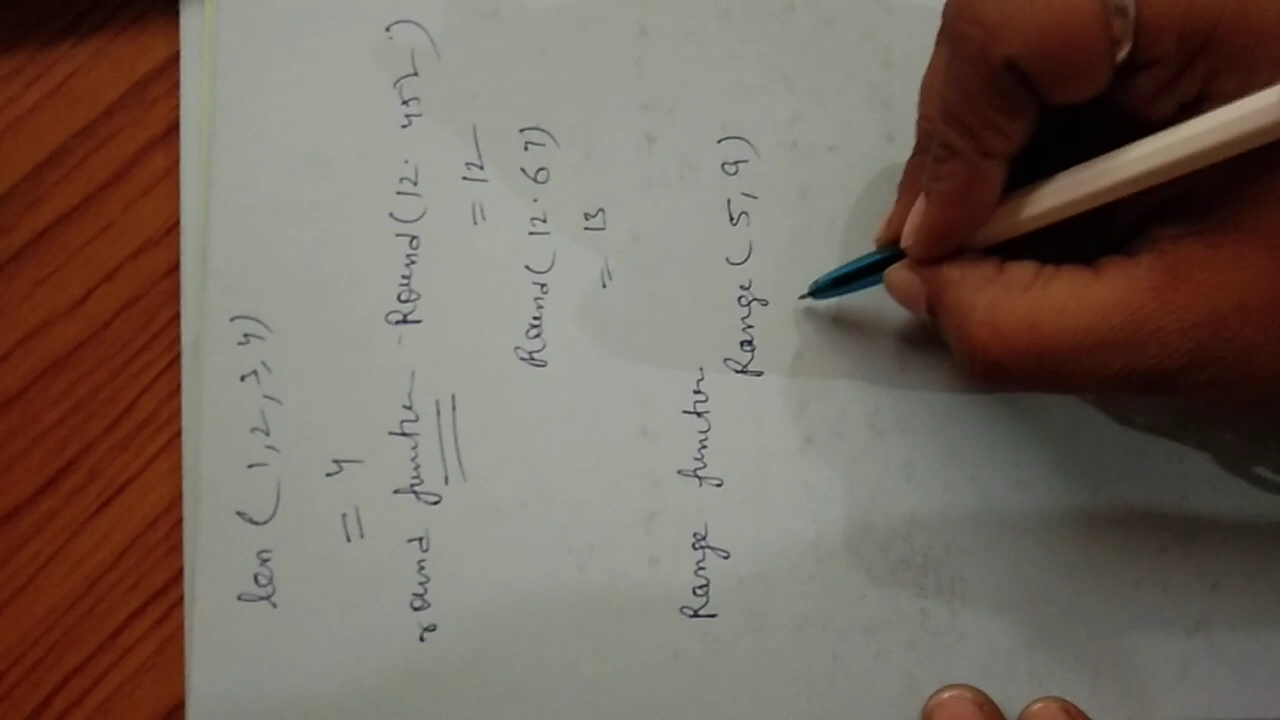 len (1,2,3,4)
= 4
round function Round(12.452)
= 12
Round(12.67)
= 13
Range function
Range(5,9)